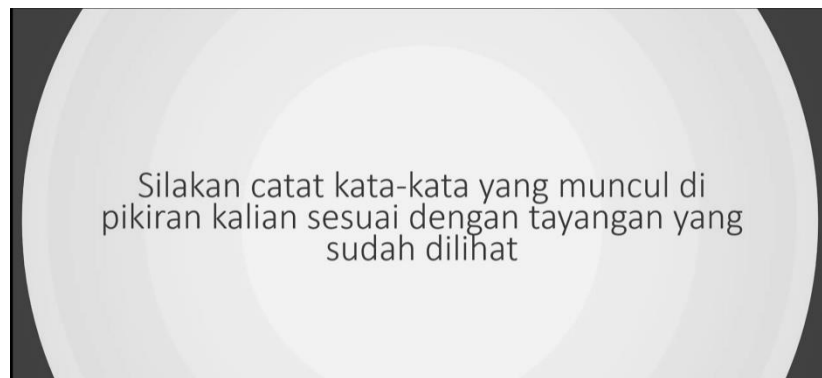 Silakan catat kata-kata yang muncul di
pikiran kalian sesuai dengan tayangan yang
sudah dilihat